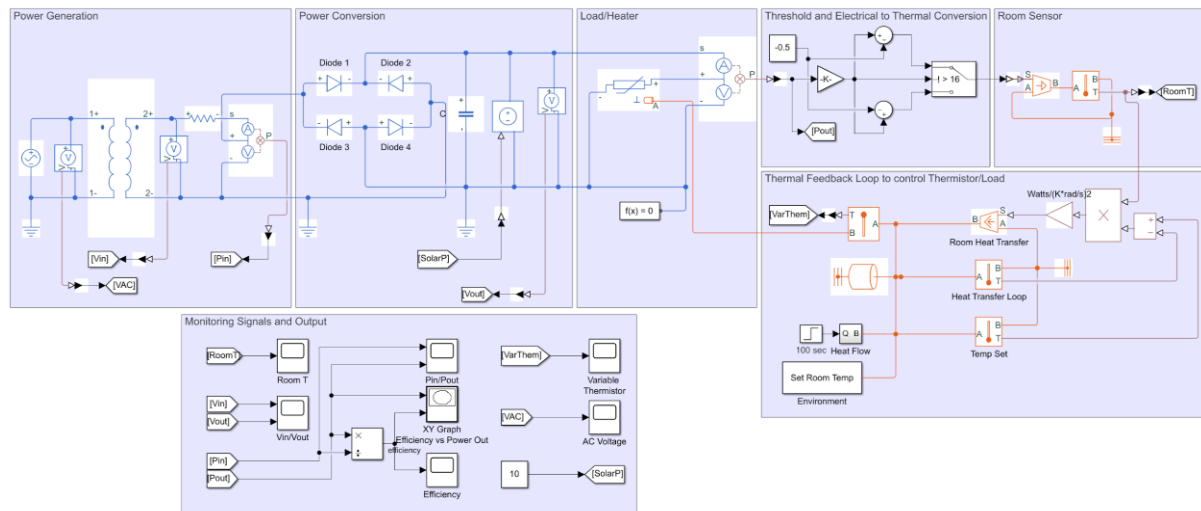 Power Generation
Power Conversion
Load/Heater
Threshold and Electrical to Thermal Conversion
Room Sensor
1+
2+
1-
2-
s
A
V
P
[Vin]
[VAC]
[Pin]
Diode 1
Diode 2
Diode 3
Diode 4
C
[SolarP]
[Vout]
A
f(x) = 0
s
A
V
P
-0.5
-K-
! > 16
[Pout]
S
A
B
A
B
T
[RoomT]
Thermal Feedback Loop to control Thermistor/Load
[VarThem]
T
B
A
Watts/(K*rad/s)2
B
S
A
Room Heat Transfer
A
B
T
Heat Transfer Loop
A
B
T
Temp Set
100 sec
Q B
Heat Flow
Set Room Temp
Environment
Monitoring Signals and Output
[RoomT]
Room T
[Vin]
[Vout]
Vin/Vout
[Pin]
[Pout]
Pin/Pout
XY Graph
Efficiency vs Power Out
efficiency
Efficiency
[VarThem]
Variable
Thermistor
[VAC]
AC Voltage
10
[SolarP]